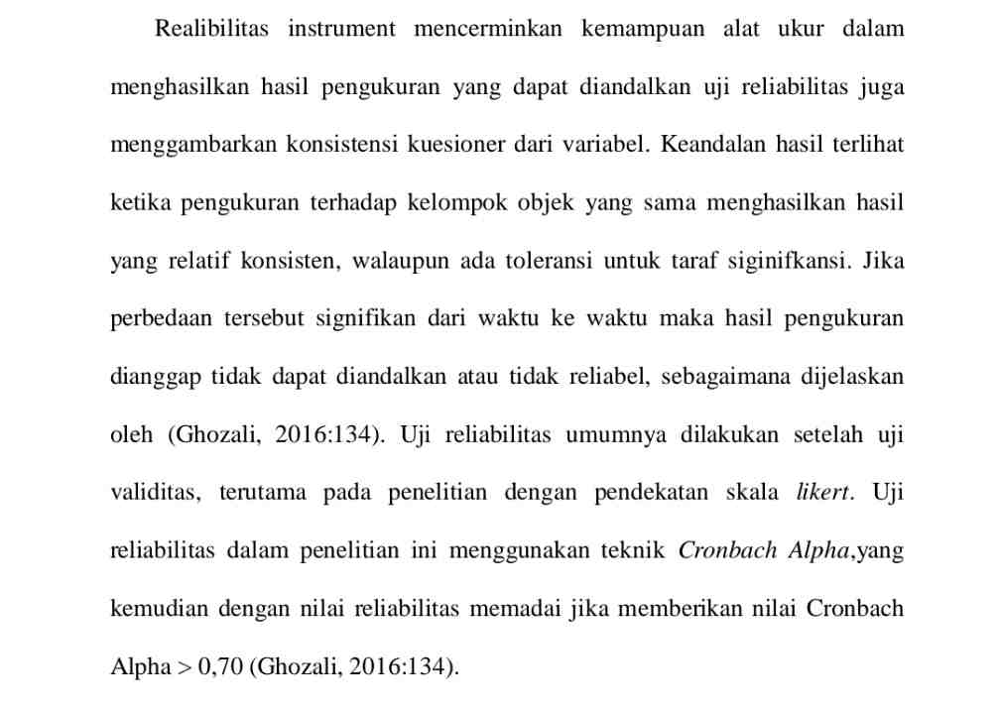 Realibilitas instrument mencerminkan kemampuan alat ukur dalam
menghasilkan hasil pengukuran yang dapat diandalkan uji reliabilitas juga
menggambarkan konsistensi kuesioner dari variabel. Keandalan hasil terlihat
ketika pengukuran terhadap kelompok objek yang sama menghasilkan hasil
yang relatif konsisten, walaupun ada toleransi untuk taraf siginifkansi. Jika
perbedaan tersebut signifikan dari waktu ke waktu maka hasil pengukuran
dianggap tidak dapat diandalkan atau tidak reliabel, sebagaimana dijelaskan
oleh (Ghozali, 2016:134). Uji reliabilitas umumnya dilakukan setelah uji
validitas, terutama pada penelitian dengan pendekatan skala likert. Uji
reliabilitas dalam penelitian ini menggunakan teknik Cronbach Alpha,yang
kemudian dengan nilai reliabilitas memadai jika memberikan nilai Cronbach
Alpha > 0,70 (Ghozali, 2016:134).